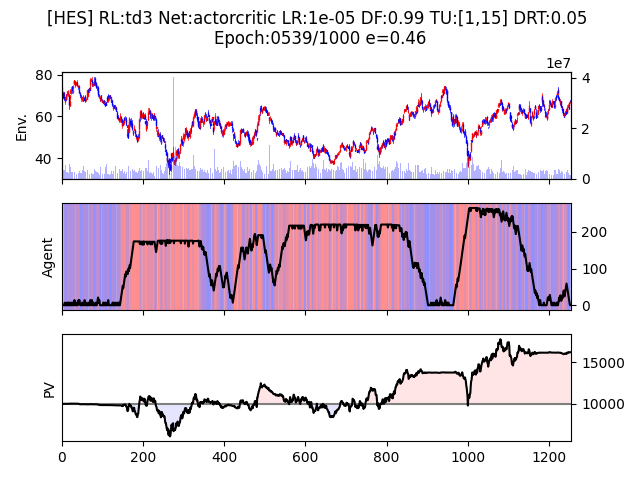 [HES] RL:td3 Net:actorcritic LR:1e-05 DF:0.99 TU:[1,15] DRT:0.05
Epoch:0539/1000 e=0.46
1e7
80
60
40
Env.
4
2
0
Agent
200
100
0
PV
15000
10000
0 200 400 600 800 1000 1200